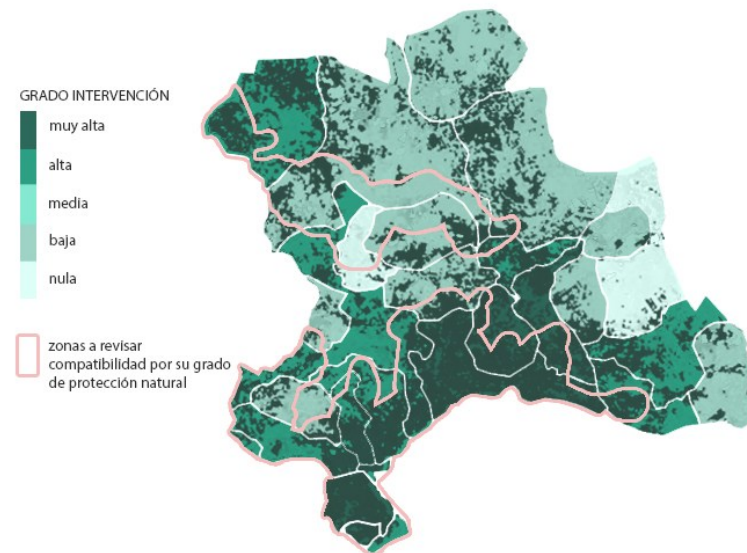 GRADO INTERVENCIÓN
muy alta
alta
media
baja
nula
zonas a revisar
compatibilidad por su grado
de protección natural